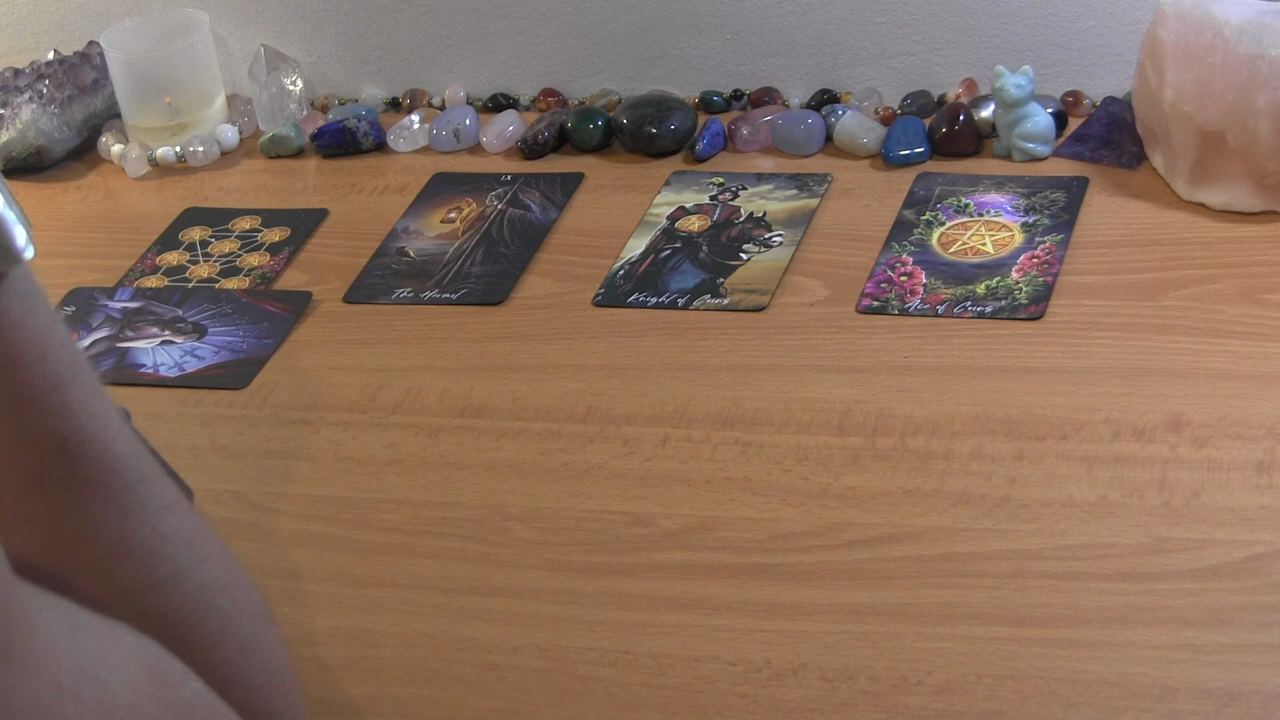 IX
The Hermit
Knight of Coins
Ace of Coins